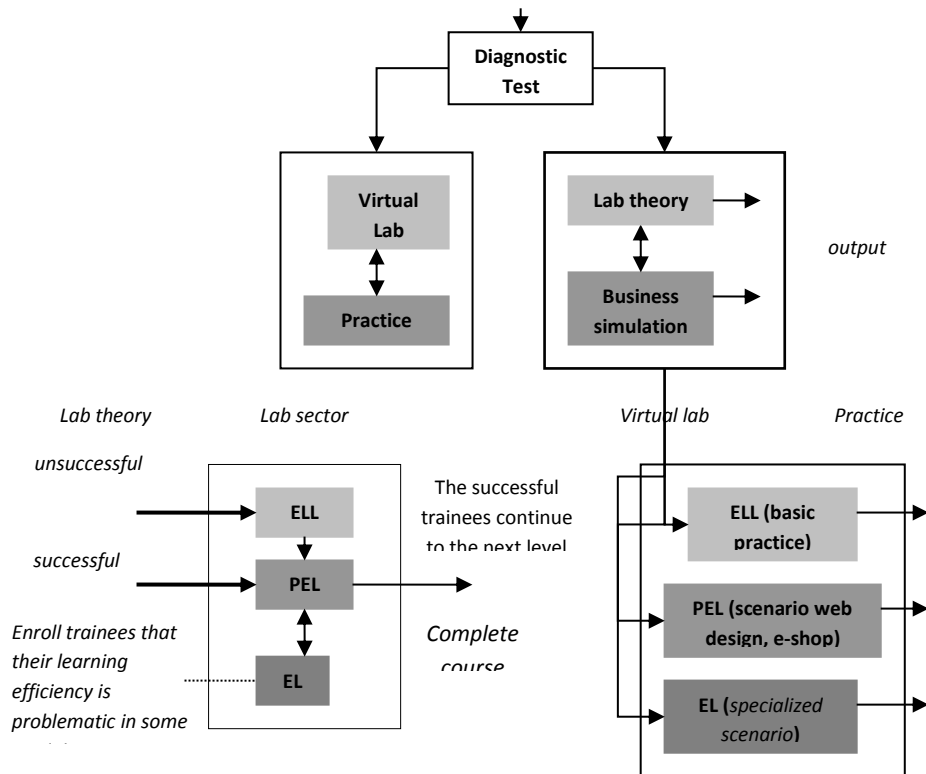 Diagnostic
Test
Virtual
Lab
Practice
Lab theory
Business
simulation
output
Lab theory
Lab sector
Virtual lab
Practice
unsuccessful
successful
Enroll trainees that
their learning
efficiency is
problematic in some
ELL
PEL
EL
The successful
trainees continue
to the next level
Complete
course
ELL (basic
practice)
PEL (scenario web
design, e-shop)
EL (specialized
scenario)